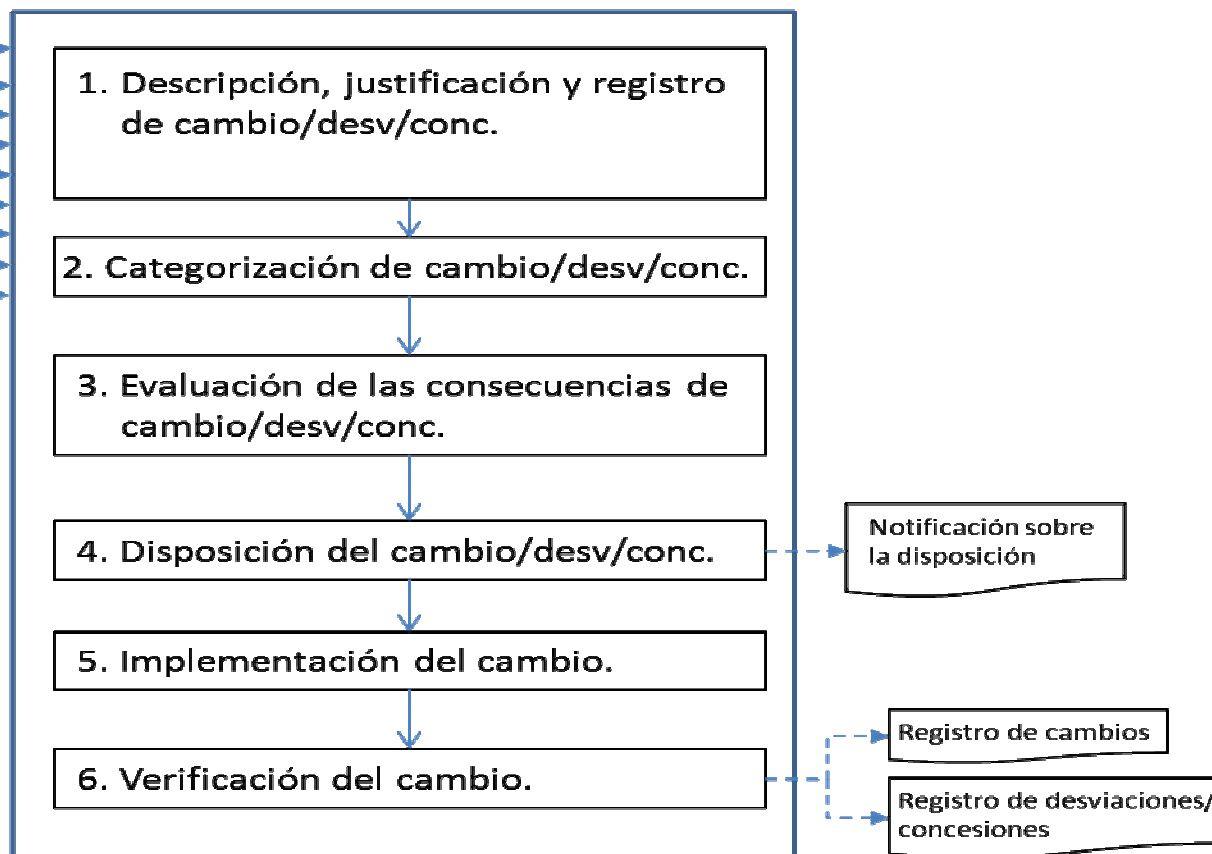 1. Descripción, justificación y registro
de cambio/desv/conc.
2. Categorización de cambio/desv/conc.
3. Evaluación de las consecuencias de
cambio/desv/conc.
4. Disposición del cambio/desv/conc.
Notificación sobre
la disposición
5. Implementación del cambio.
6. Verificación del cambio.
Registro de cambios
Registro de desviaciones/
concesiones